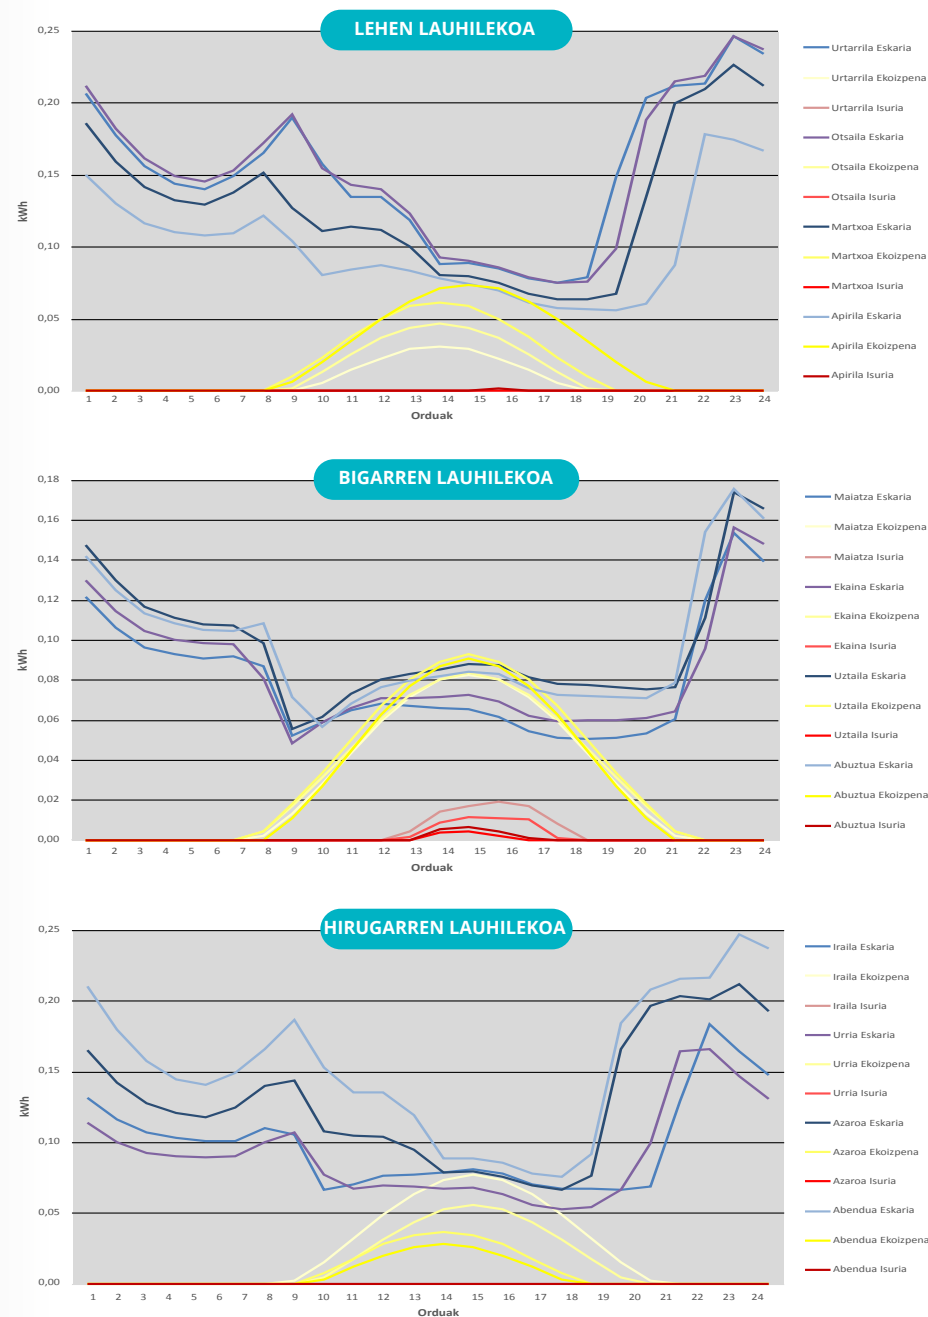 LEHEN LAUHILEKOA
0,25
0,20
0,15
0,10
0,05
0,00
kWh
1 2 3 4 5 6 7 8 9 10 11 12 13 14 15 16 17 18 19 20 21 22 23 24
Orduak
Urtarrila Eskaria
Urtarrila Ekoizpena
Urtarrila Isuria
Otsaila Eskaria
Otsaila Ekoizpena
Otsaila Isuria
Martxoa Eskaria
Martxoa Ekoizpena
Martxoa Isuria
Apirila Eskaria
Apirila Ekoizpena
Apirila Isuria
BIGARREN LAUHILEKOA
0,18
0,16
0,14
0,12
0,10
0,08
0,06
0,04
0,02
0,00
kWh
1 2 3 4 5 6 7 8 9 10 11 12 13 14 15 16 17 18 19 20 21 22 23 24
Orduak
Maiatza Eskaria
Maiatza Ekoizpena
Maiatza Isuria
Ekaina Eskaria
Ekaina Ekoizpena
Ekaina Isuria
Uztaila Eskaria
Uztaila Ekoizpena
Uztaila Isuria
Abuztua Eskaria
Abuztua Ekoizpena
Abuztua Isuria
HIRUGARREN LAUHILEKOA
0,25
0,20
0,15
0,10
0,05
0,00
kWh
1 2 3 4 5 6 7 8 9 10 11 12 13 14 15 16 17 18 19 20 21 22 23 24
Orduak
Iraila Eskaria
Iraila Ekoizpena
Iraila Isuria
Urria Eskaria
Urria Ekoizpena
Urria Isuria
Azaroa Eskaria
Azaroa Ekoizpena
Azaroa Isuria
Abendua Eskaria
Abendua Ekoizpena
Abendua Isuria